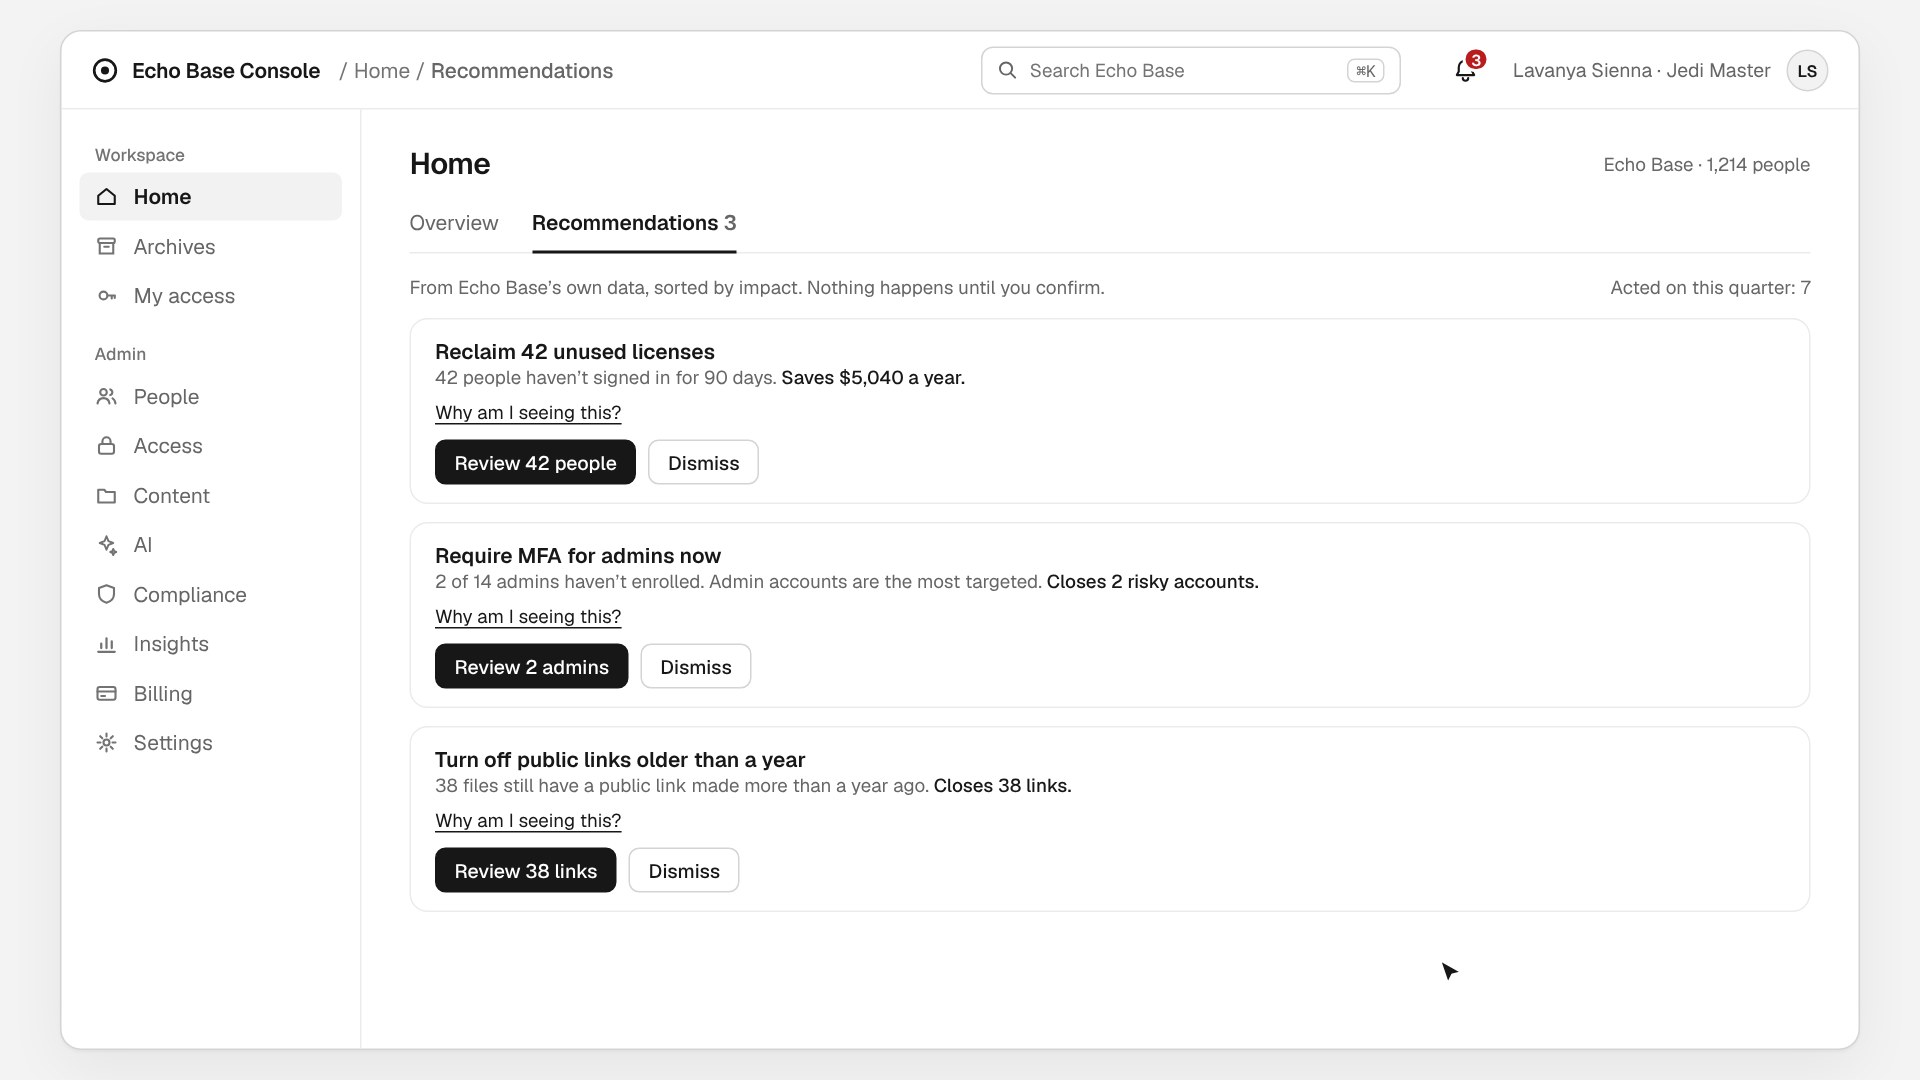 Echo Base Console / Home / Recommendations
Search Echo Base ⌘K
3
Lavanya Sienna · Jedi Master LS
Workspace
Home
Archives
My access
Admin
People
Access
Content
AI
Compliance
Insights
Billing
Settings
Home
Echo Base · 1,214 people
Overview Recommendations 3
From Echo Base’s own data, sorted by impact. Nothing happens until you confirm.
Acted on this quarter: 7
Reclaim 42 unused licenses
42 people haven’t signed in for 90 days. Saves $5,040 a year.
Why am I seeing this?
Review 42 people Dismiss
Require MFA for admins now
2 of 14 admins haven’t enrolled. Admin accounts are the most targeted. Closes 2 risky accounts.
Why am I seeing this?
Review 2 admins Dismiss
Turn off public links older than a year
38 files still have a public link made more than a year ago. Closes 38 links.
Why am I seeing this?
Review 38 links Dismiss